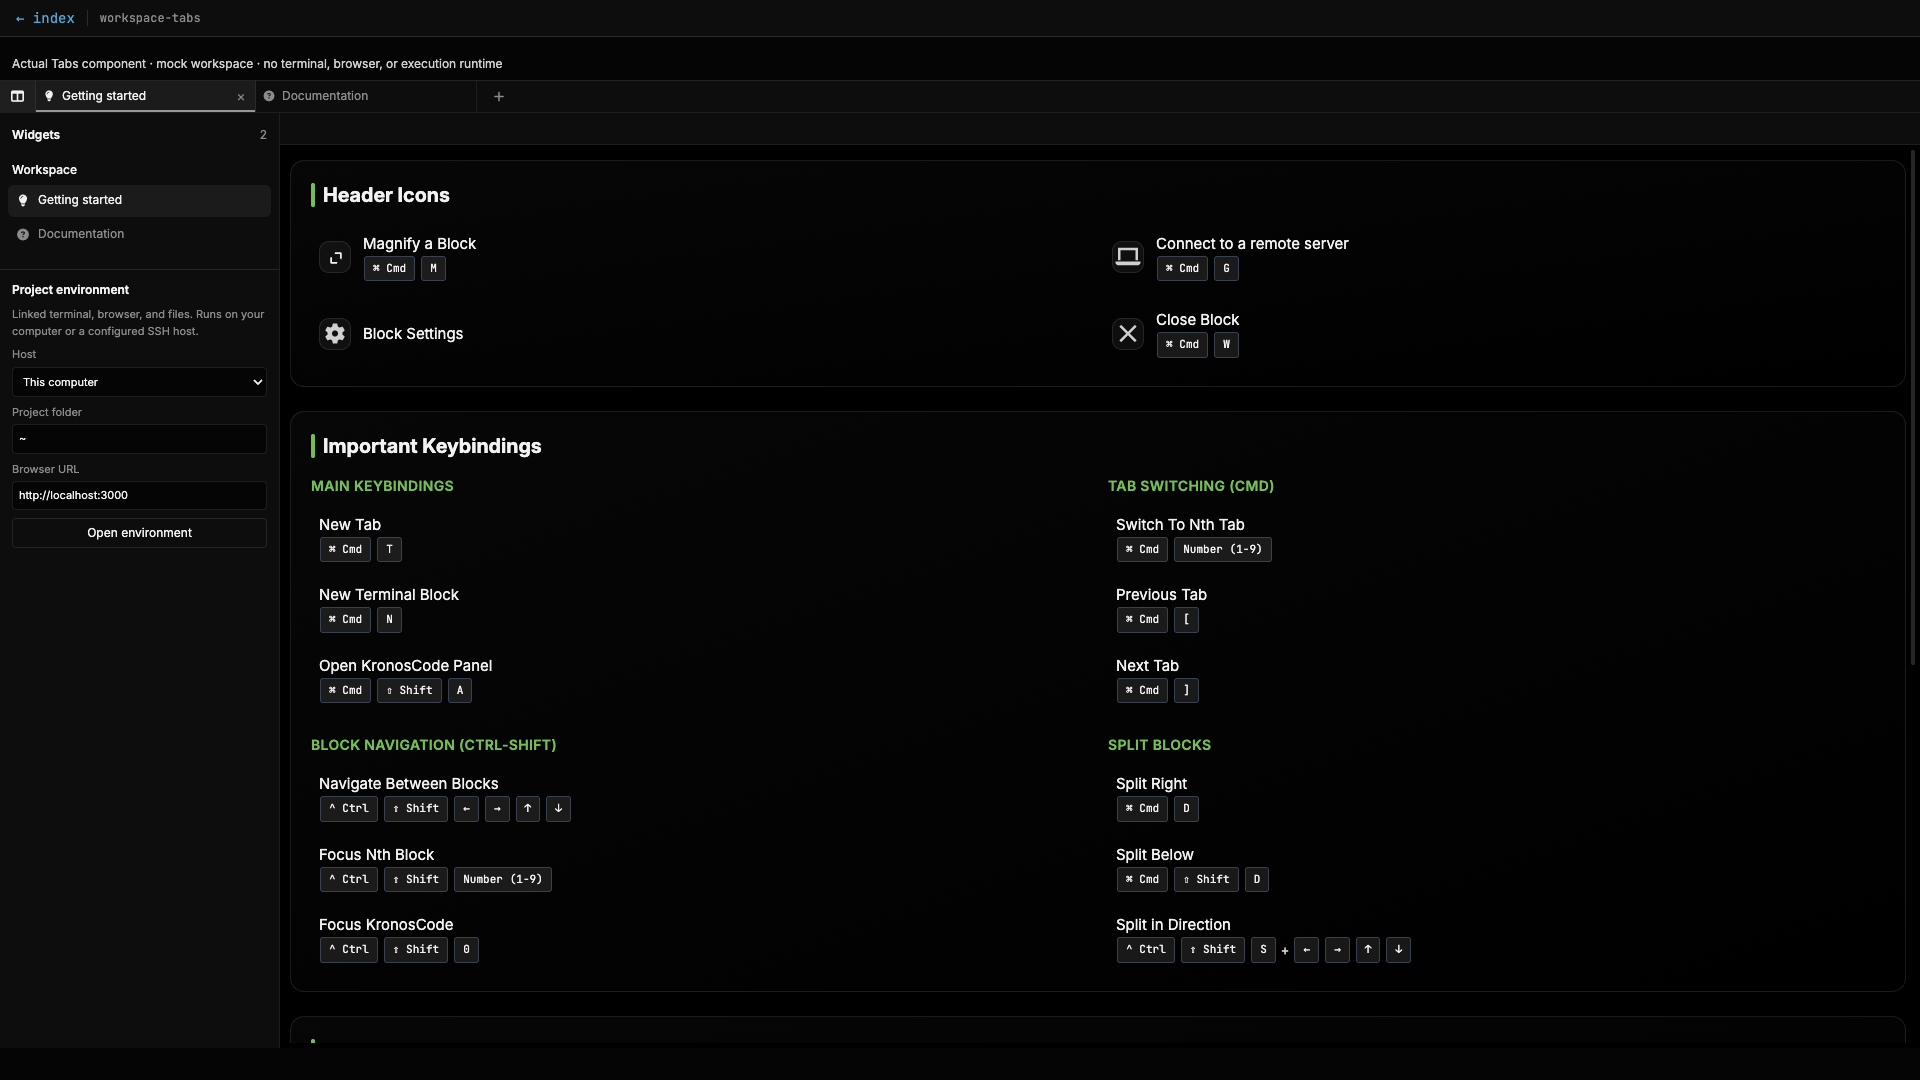 ← index
workspace-tabs
Actual Tabs component · mock workspace · no terminal, browser, or execution runtime
Getting started ×
Documentation
+
Widgets 2
Workspace
Getting started
Documentation
Project environment
Linked terminal, browser, and files. Runs on your
computer or a configured SSH host.
Host
This computer
Project folder
~
Browser URL
http://localhost:3000
Open environment
Header Icons
Magnify a Block
⌘ Cmd M
Connect to a remote server
⌘ Cmd G
Block Settings
Close Block
⌘ Cmd W
Important Keybindings
MAIN KEYBINDINGS
New Tab
⌘ Cmd T
New Terminal Block
⌘ Cmd N
Open KronosCode Panel
⌘ Cmd ⇧ Shift A
TAB SWITCHING (CMD)
Switch To Nth Tab
⌘ Cmd Number (1-9)
Previous Tab
⌘ Cmd [
Next Tab
⌘ Cmd ]
BLOCK NAVIGATION (CTRL-SHIFT)
Navigate Between Blocks
^ Ctrl ⇧ Shift ← → ↑ ↓
Focus Nth Block
^ Ctrl ⇧ Shift Number (1-9)
Focus KronosCode
^ Ctrl ⇧ Shift 0
SPLIT BLOCKS
Split Right
⌘ Cmd D
Split Below
⌘ Cmd ⇧ Shift D
Split in Direction
^ Ctrl ⇧ Shift S + ← → ↑ ↓